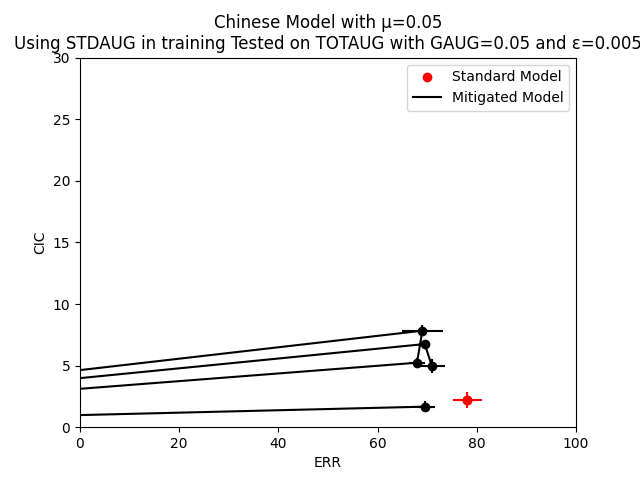 Chinese Model with μ=0.05
Using STDAUG in training Tested on TOTAUG with GAUG=0.05 and ε=0.005
Standard Model
Mitigated Model
CIC
30
25
20
15
10
5
0
0 20 40 60 80 100
ERR